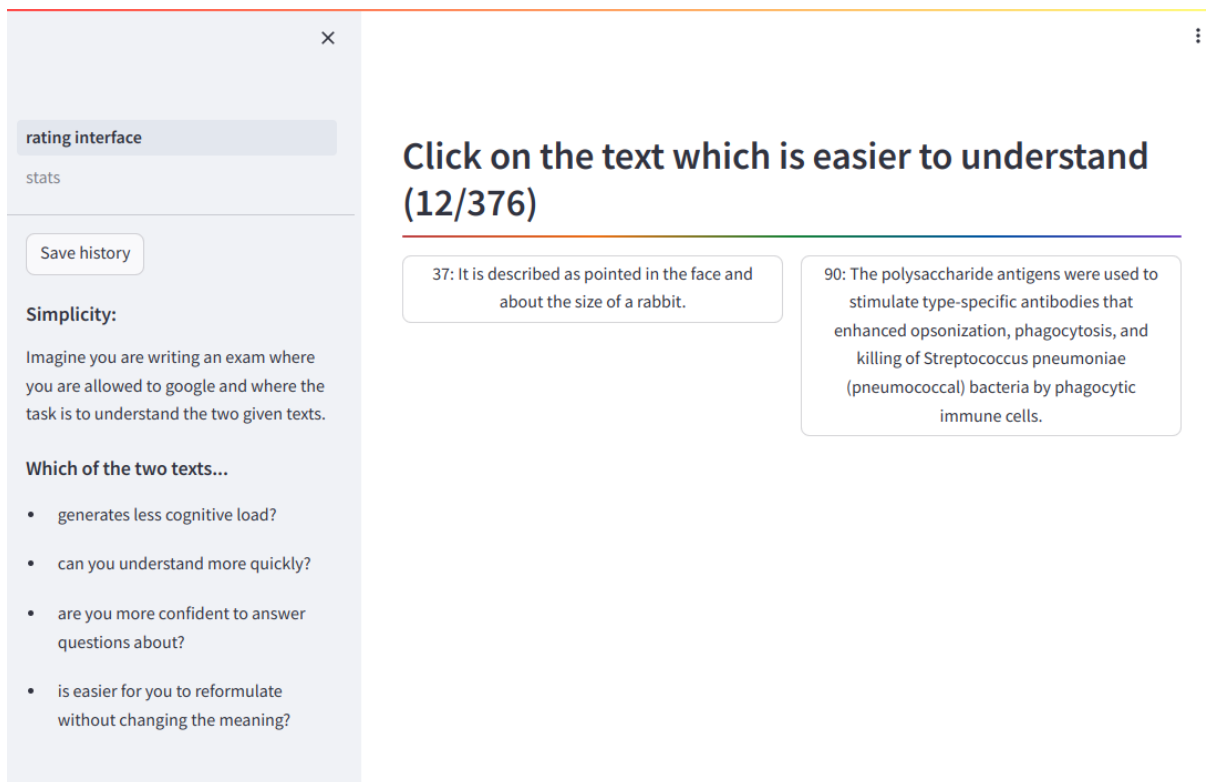 rating interface
stats
Save history
Simplicity:
Imagine you are writing an exam where
you are allowed to google and where the
task is to understand the two given texts.
Which of the two texts...
• generates less cognitive load?
• can you understand more quickly?
• are you more confident to answer
questions about?
• is easier for you to reformulate
without changing the meaning?
Click on the text which is easier to understand
(12/376)
37: It is described as pointed in the face and
about the size of a rabbit.
90: The polysaccharide antigens were used to
stimulate type-specific antibodies that
enhanced opsonization, phagocytosis, and
killing of Streptococcus pneumoniae
(pneumococcal) bacteria by phagocytic
immune cells.